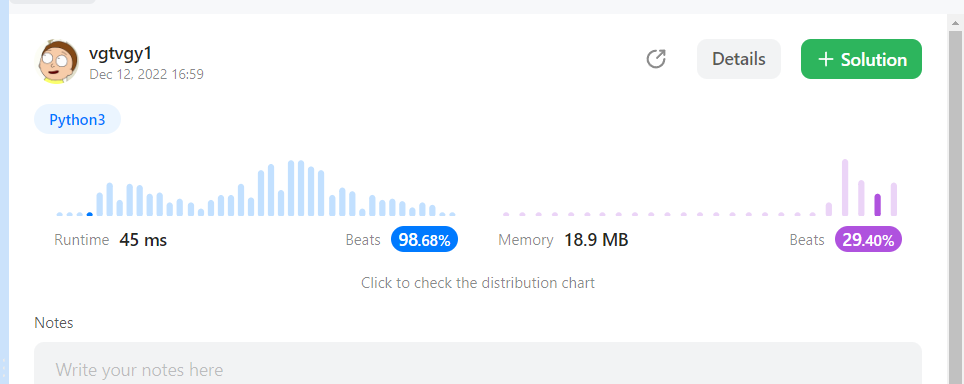 vgtvgy1
Dec 12, 2022 16:59
Details
+ Solution
Python3
Runtime 45 ms Beats 98.68% Memory 18.9 MB Beats 29.40%
Click to check the distribution chart
Notes
Write your notes here